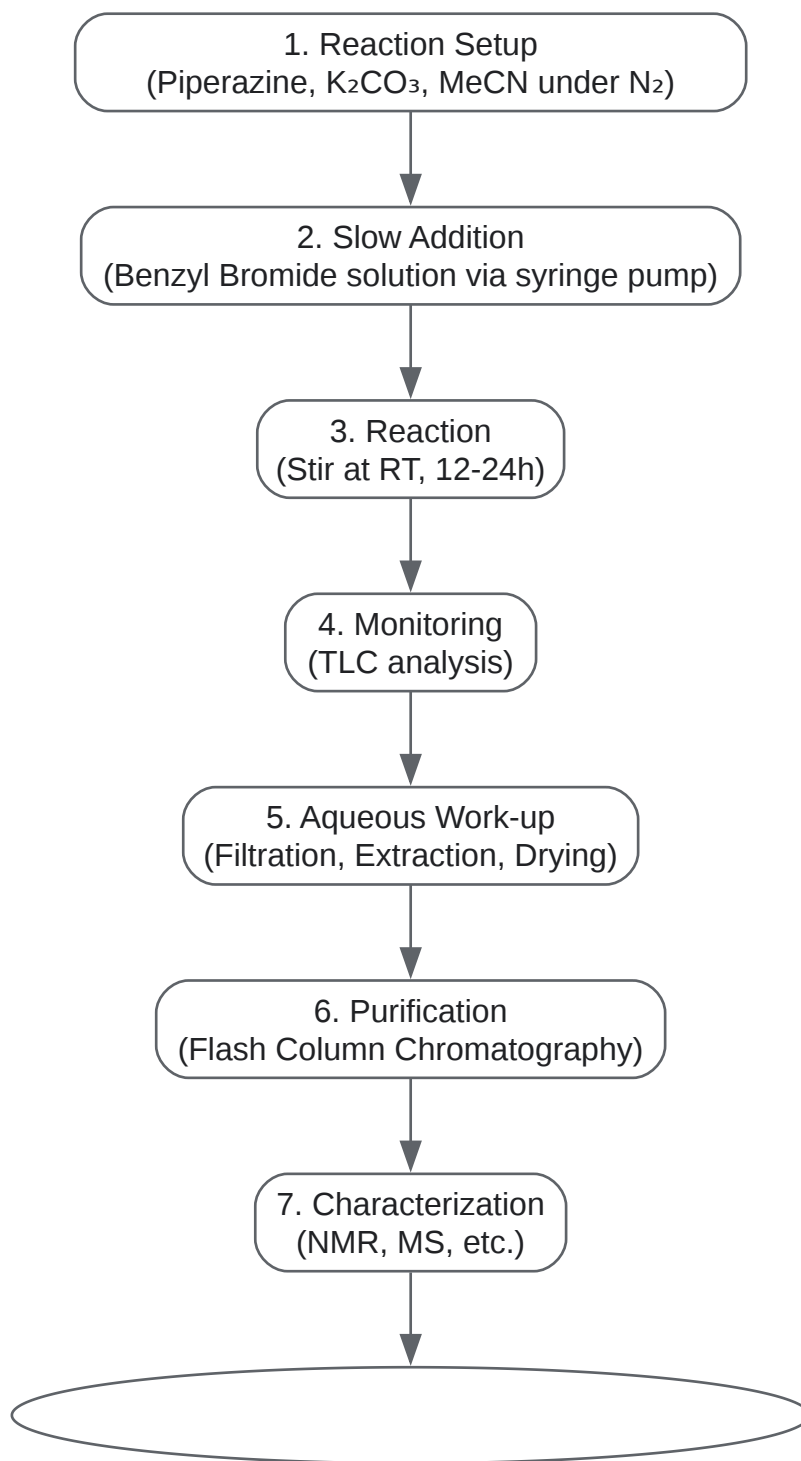 1. Reaction Setup
(Piperazine, K₂CO₃, MeCN under N₂)
2. Slow Addition
(Benzyl Bromide solution via syringe pump)
3. Reaction
(Stir at RT, 12-24h)
4. Monitoring
(TLC analysis)
5. Aqueous Work-up
(Filtration, Extraction, Drying)
6. Purification
(Flash Column Chromatography)
7. Characterization
(NMR, MS, etc.)